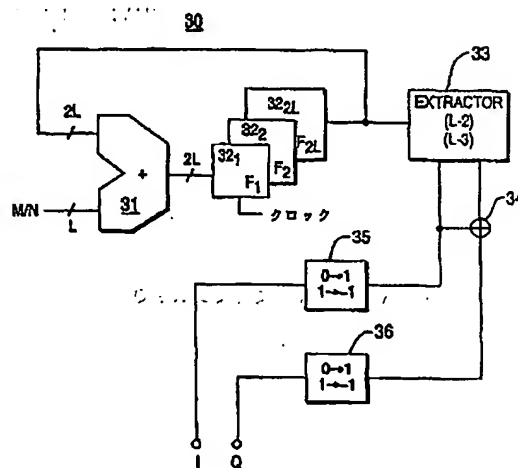 30
33
2L
32₂L
EXTRACTOR
(L-2)
(L-3)
32₂
32₁
2L
F₂L
F₂
F₁
+
M/N
L
31
クロック
34
35
0→1
1→-1
36
0→1
1→-1
I
Q